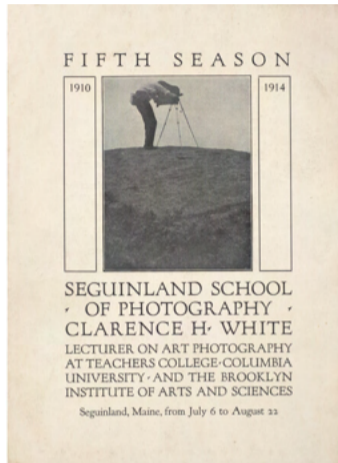 FIFTH SEASON
1910 1914
SEGUINLAND SCHOOL
· OF PHOTOGRAPHY ·
CLARENCE H· WHITE
LECTURER ON ART PHOTOGRAPHY
AT TEACHERS COLLEGE·COLUMBIA
UNIVERSITY·AND THE BROOKLYN
INSTITUTE OF ARTS AND SCIENCES
Seguinland, Maine, from July 6 to August 22